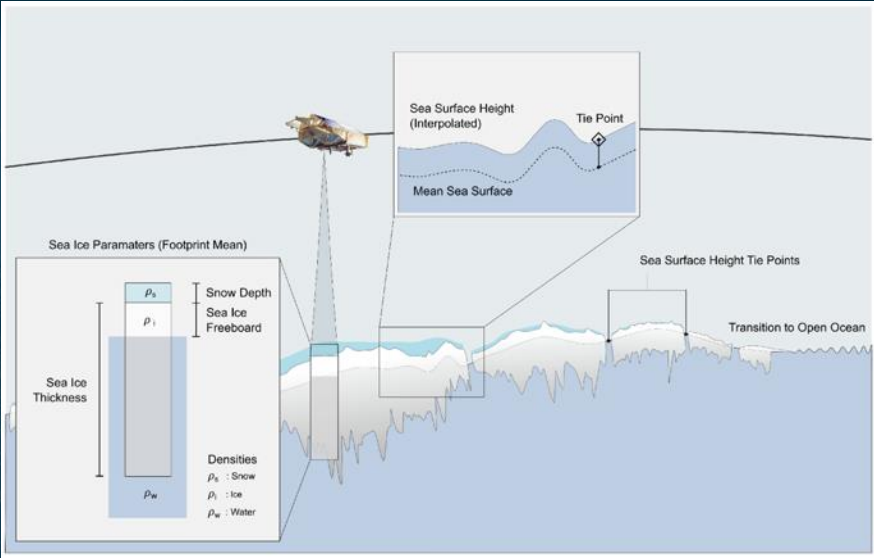 Sea Surface Height
(Interpolated)
Tie Point
Mean Sea Surface
Sea Ice Paramaters (Footprint Mean)
ρs
Snow Depth
ρi
Sea Ice
Freeboard
Sea Ice
Thickness
Densities
ρs : Snow
ρw
ρi : Ice
ρw : Water
Sea Surface Height Tie Points
Transition to Open Ocean